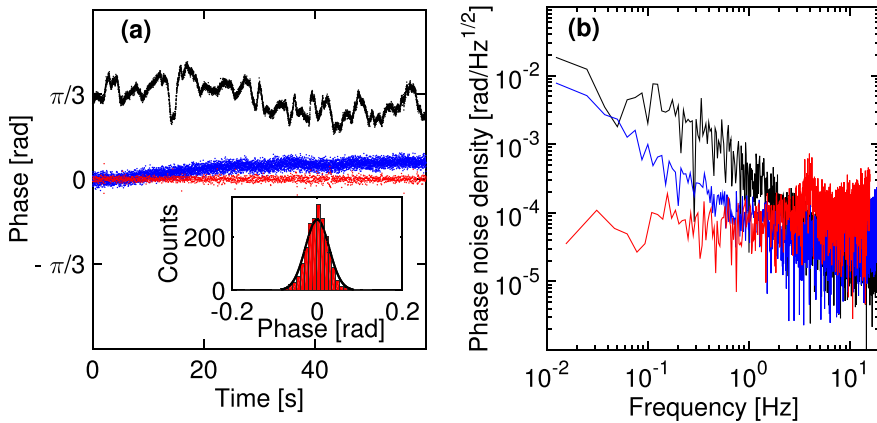 (a)
Phase [rad]
π/3
0
- π/3
Counts
200
0
-0.2
0
0.2
Phase [rad]
0
20
40
Time [s]
(b)
Phase noise density [rad/Hz^1/2]
10^-2
10^-3
10^-4
10^-5
10^-2
10^-1
10^0
10^1
Frequency [Hz]